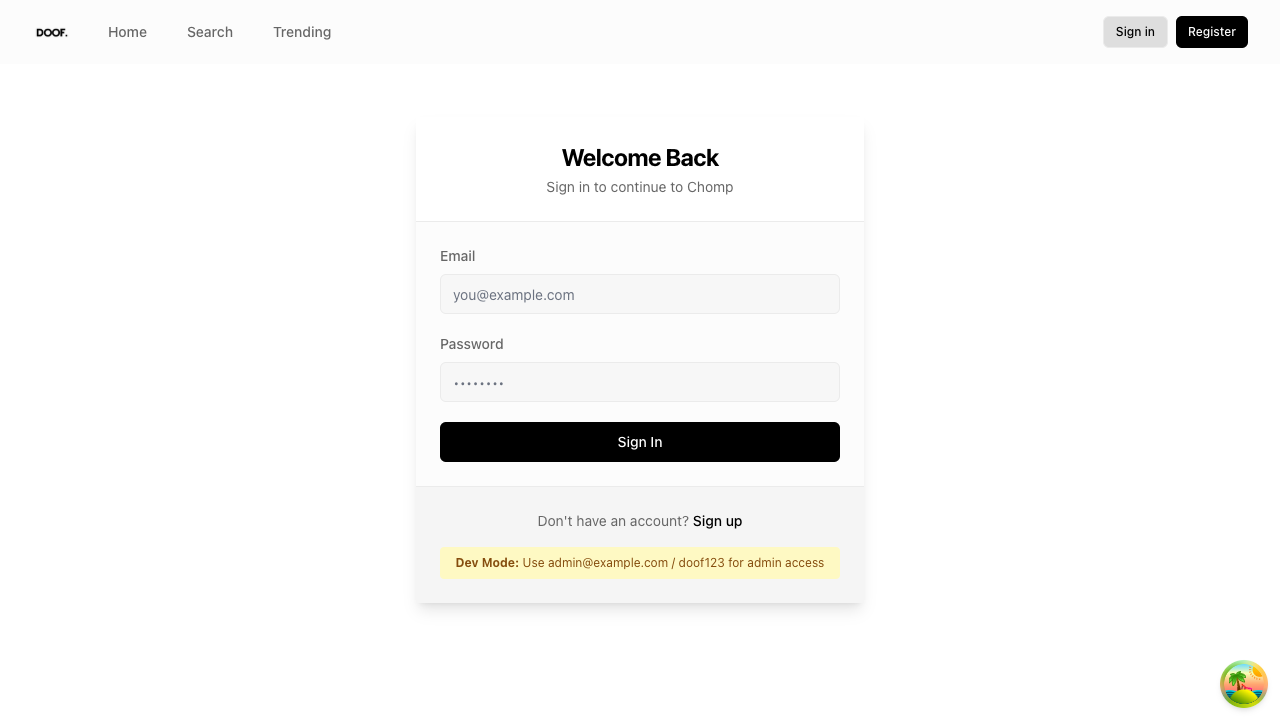 DOOF.
Home
Search
Trending
Sign in
Register
Welcome Back
Sign in to continue to Chomp
Email
you@example.com
Password
••••••••
Sign In
Don't have an account? Sign up
Dev Mode: Use admin@example.com / doof123 for admin access